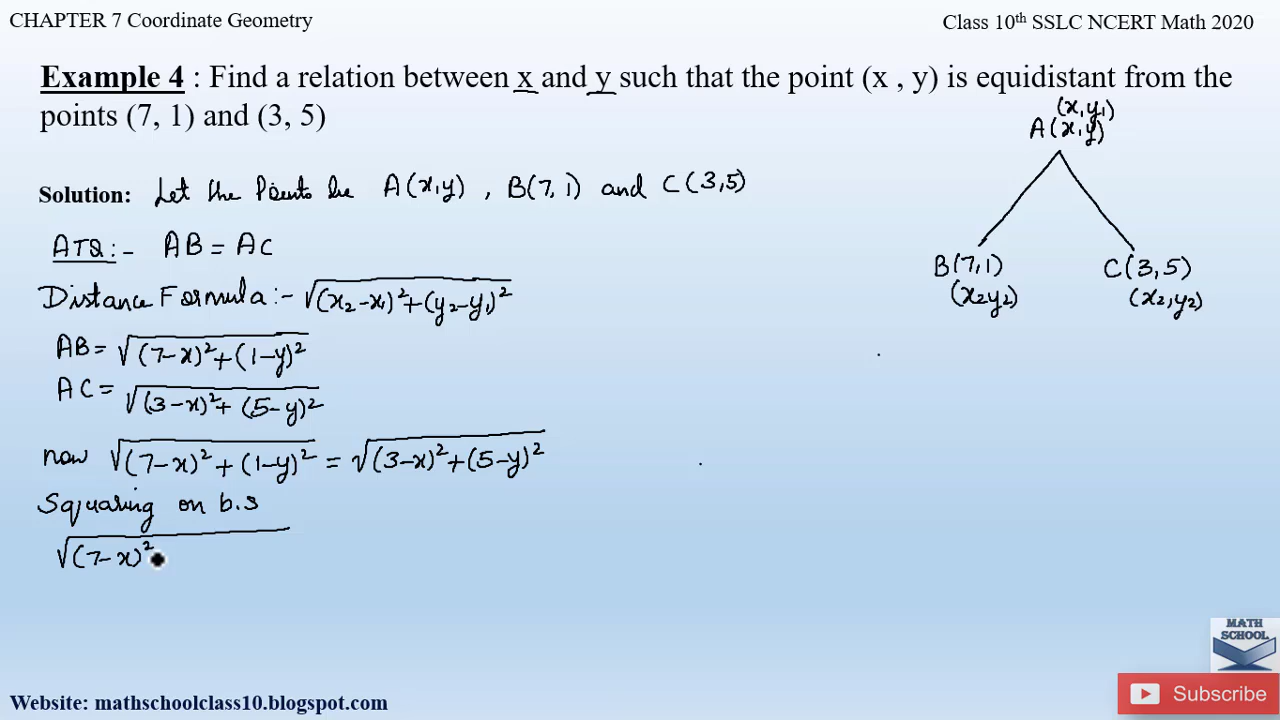 CHAPTER 7 Coordinate Geometry
Class 10th SSLC NCERT Math 2020
Example 4 : Find a relation between x and y such that the point (x , y) is equidistant from the
points (7, 1) and (3, 5)
(x₁y₁)
A(x,y)
Solution: Let the Points be A(x,y) , B(7,1) and C(3,5)
ATQ:- AB = AC
B(7,1) C(3,5)
(x₂y₂) (x₂,y₂)
Distance Formula:- √(x₂-x₁)²+(y₂-y₁)²
AB= √(7-x)²+(1-y)²
AC= √(3-x)²+(5-y)²
now √(7-x)²+(1-y)² = √(3-x)²+(5-y)²
Squaring on b.s
√(7-x)²
MATH
SCHOOL
Website: mathschoolclass10.blogspot.com
Subscribe